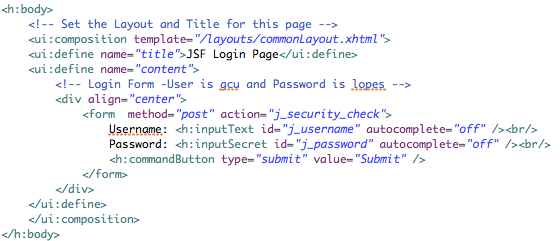 <h:body>
<!-- Set the Layout and Title for this page -->
<ui:composition template="/layouts/commonLayout.xhtml">
<ui:define name="title">JSF Login Page</ui:define>
<ui:define name="content">
<!-- Login Form -User is gcu and Password is lopes -->
<div align="center">
<form  method="post" action="j_security_check">
Username: <h:inputText id="j_username" autocomplete="off" /><br/>
Password: <h:inputSecret id="j_password" autocomplete="off" /><br/>
<h:commandButton type="submit" value="Submit" />
</form>
</div>
</ui:define>
</ui:composition>
</h:body>